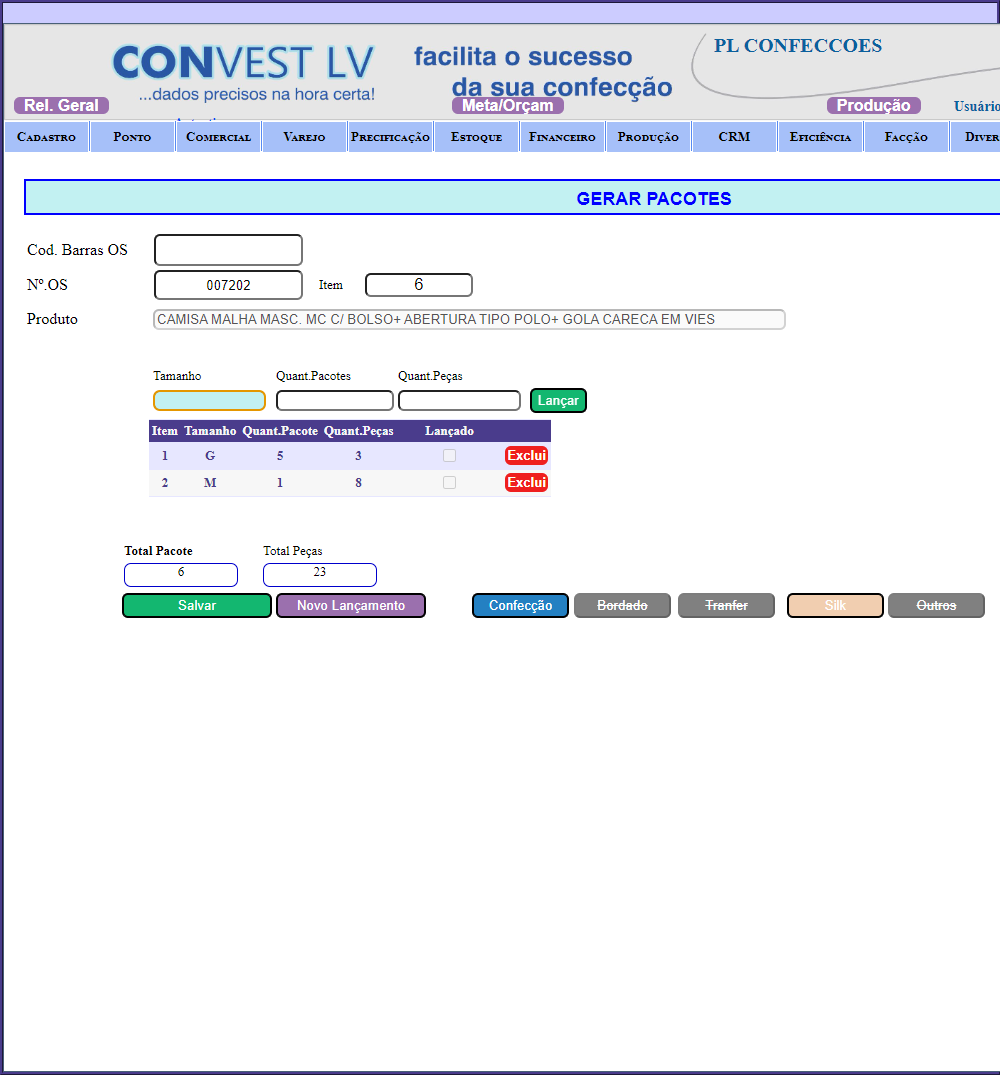 CONVEST LV
facilita o sucesso
da sua confecção
...dados precisos na hora certa!
PL CONFECCOES
Rel. Geral
Meta/Orçam
Produção
Usuário
CADASTRO PONTO COMERCIAL VAREJO PRECIFICAÇÃO ESTOQUE FINANCEIRO PRODUÇÃO CRM EFICIÊNCIA FACÇÃO DIVER
GERAR PACOTES
Cod. Barras OS
Nº.OS 007202 Item 6
Produto CAMISA MALHA MASC. MC C/ BOLSO+ ABERTURA TIPO POLO+ GOLA CARECA EM VIES
Tamanho Quant.Pacotes Quant.Peças
Lançar
Item Tamanho Quant.Pacote Quant.Peças Lançado
1 G 5 3 Exclui
2 M 1 8 Exclui
Total Pacote Total Peças
6 23
Salvar Novo Lançamento Confecção Bordado Tranfer Silk Outros